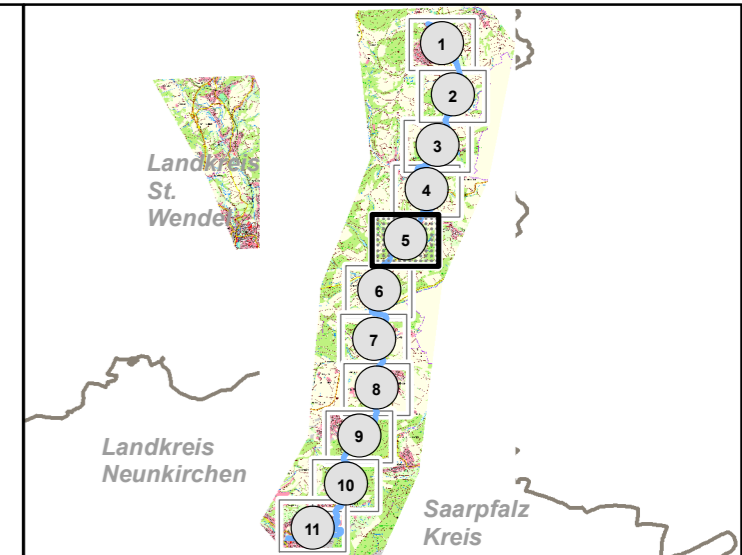 1
2
3
Landkreis
St.
Wendel
4
5
6
7
8
9
Landkreis
Neunkirchen
10
Saarpfalz
Kreis
11